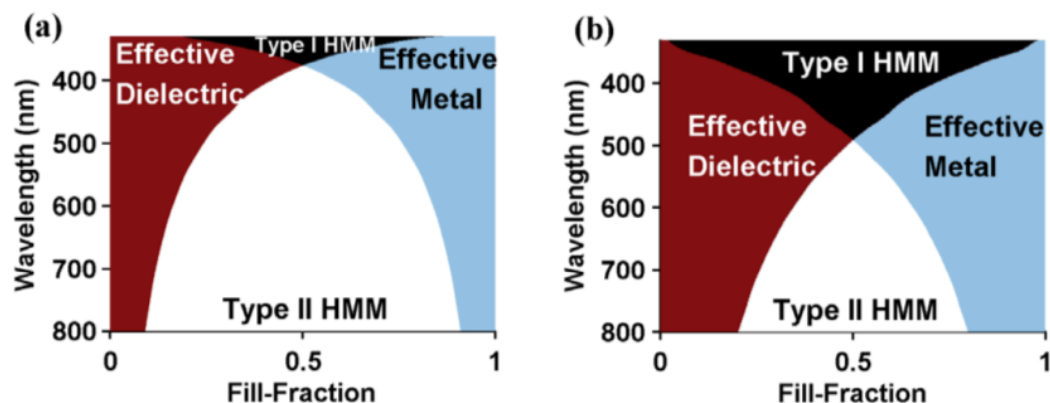 (a)
Type I HMM
Effective
Dielectric
Effective
Metal
Type II HMM
Wavelength (nm)
400
500
600
700
800
0
0.5
1
Fill-Fraction
(b)
Type I HMM
Effective
Dielectric
Effective
Metal
Type II HMM
Wavelength (nm)
400
500
600
700
800
0
0.5
1
Fill-Fraction